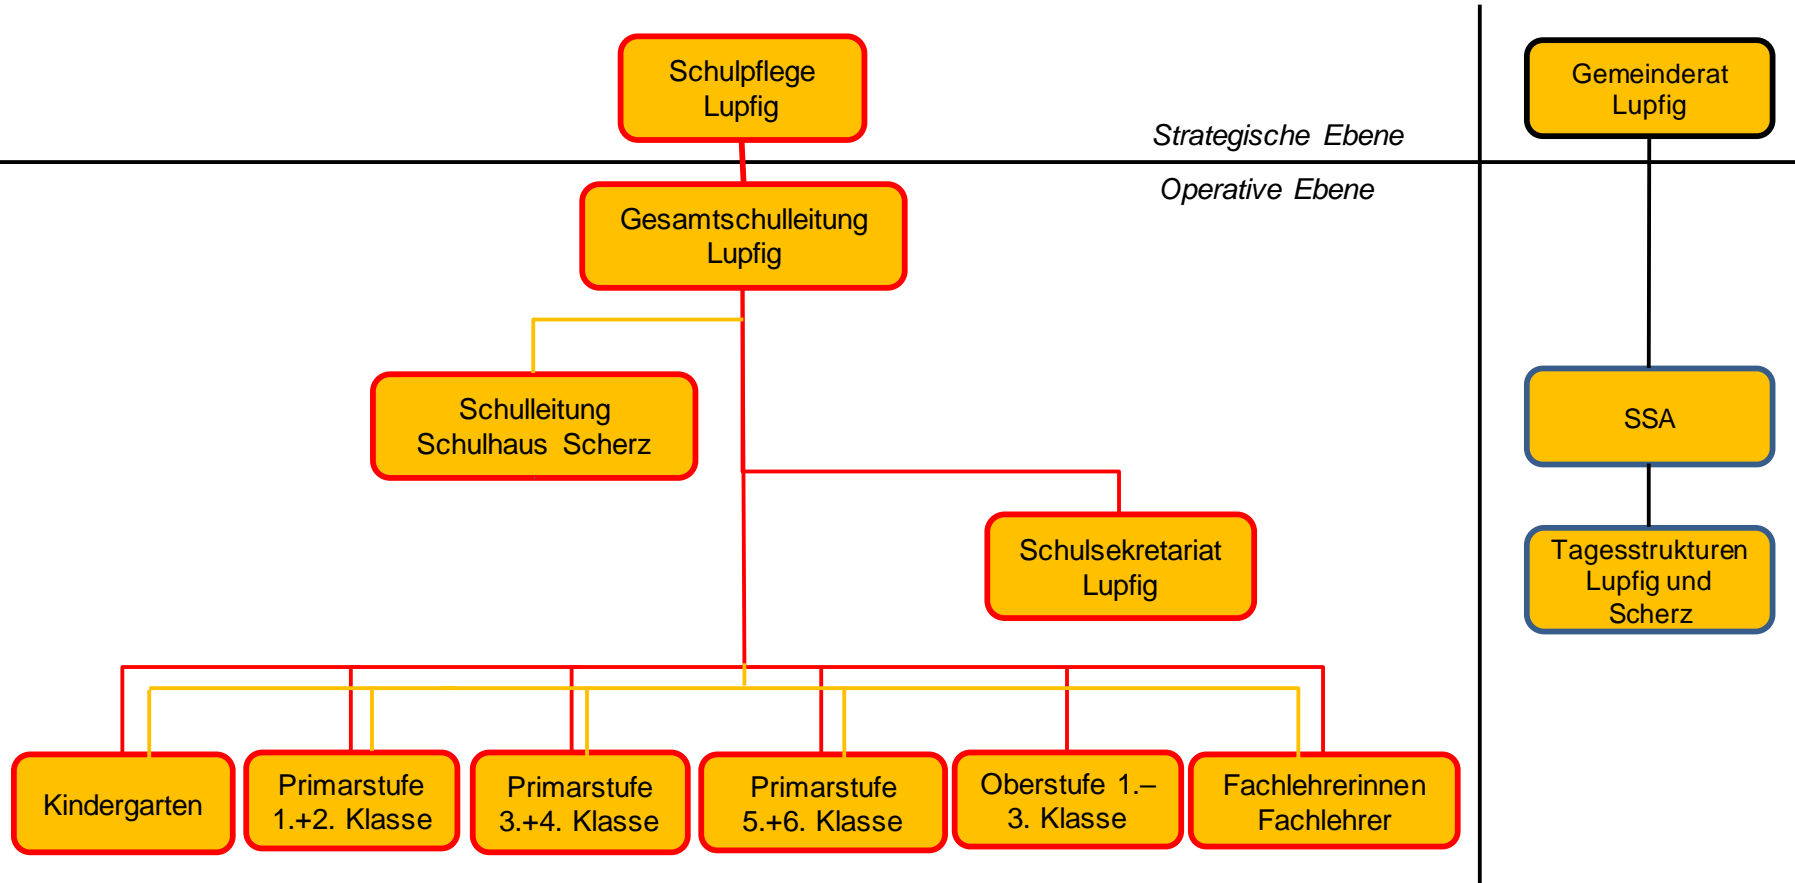 Schulpflege
Lupfig
Gemeinderat
Lupfig
Strategische Ebene
Operative Ebene
Gesamtschulleitung
Lupfig
Schulleitung
Schulhaus Scherz
SSA
Schulsekretariat
Lupfig
Tagesstrukturen
Lupfig und
Scherz
Kindergarten
Primarstufe
1.+2. Klasse
Primarstufe
3.+4. Klasse
Primarstufe
5.+6. Klasse
Oberstufe 1.–
3. Klasse
Fachlehrerinnen
Fachlehrer